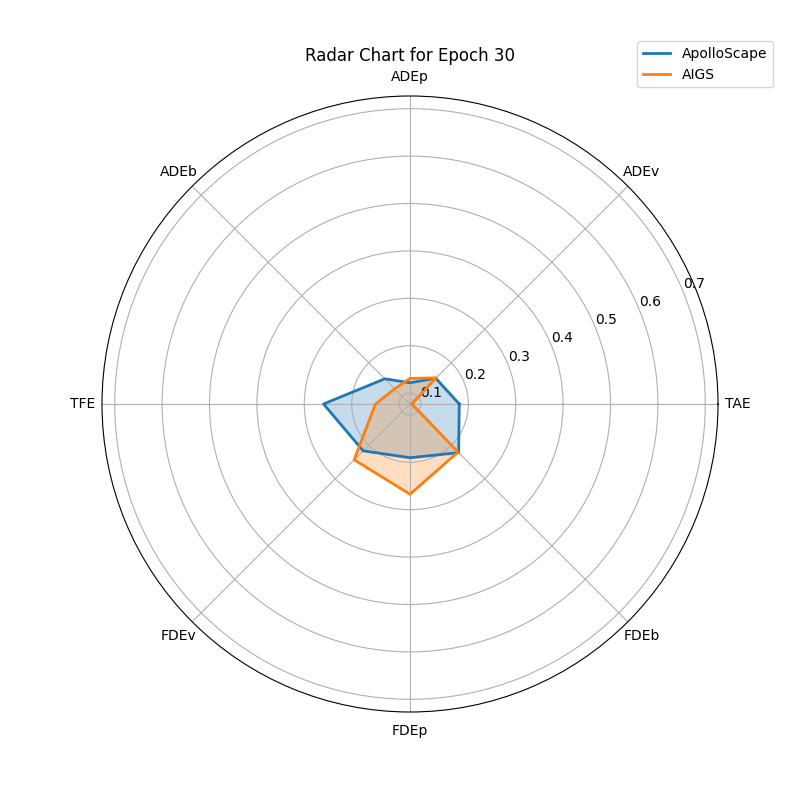 Radar Chart for Epoch 30
ApolloScape
AIGS
ADEp
ADEb
ADEv
0.7
0.6
0.5
0.4
0.3
0.2
0.1
TFE
TAE
FDEv
FDEb
FDEp